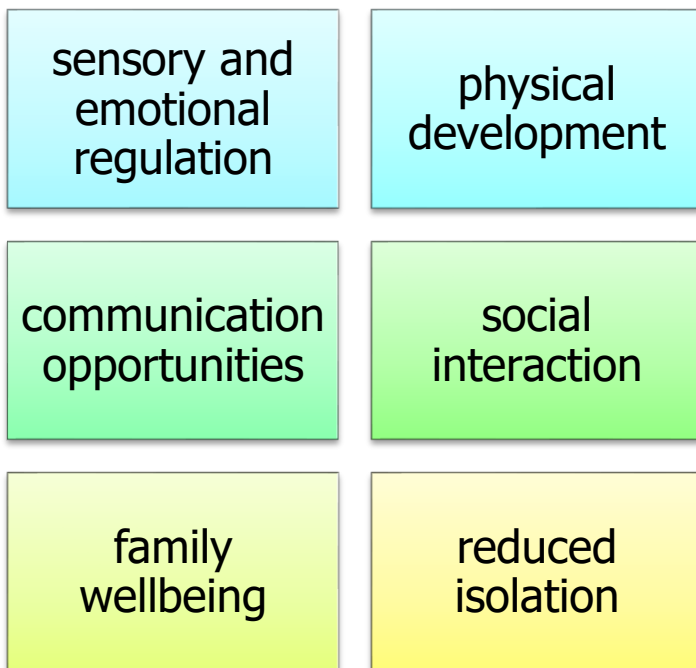 sensory and
emotional
regulation
physical
development
communication
opportunities
social
interaction
family
wellbeing
reduced
isolation